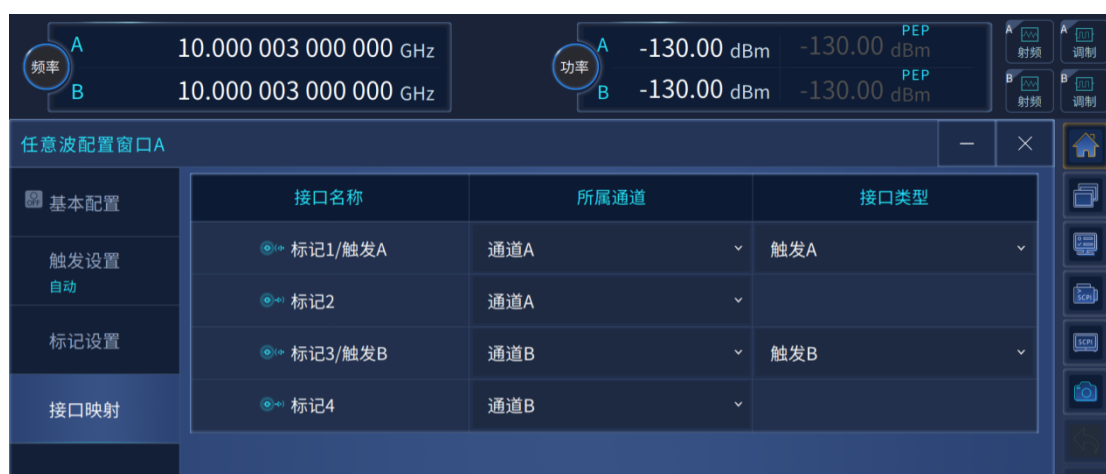 频率
A 10.000 003 000 000 GHz
B 10.000 003 000 000 GHz
功率
PEP
A -130.00 dBm -130.00 dBm
PEP
B -130.00 dBm -130.00 dBm
A 射频
A 调制
B 射频
B 调制
任意波配置窗口A
OFF 基本配置
触发设置
自动
标记设置
接口映射
接口名称 所属通道 接口类型
标记1/触发A 通道A 触发A
标记2 通道A
标记3/触发B 通道B 触发B
标记4 通道B
SCPI
SCPI